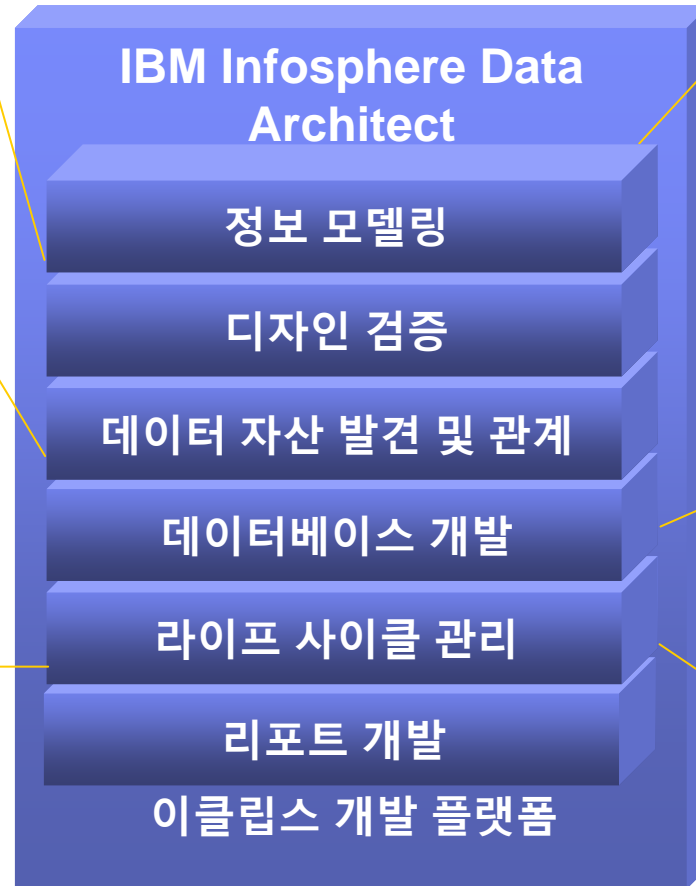 IBM Infosphere Data
Architect
정보 모델링
디자인 검증
데이터 자산 발견 및 관계
데이터베이스 개발
라이프 사이클 관리
리포트 개발
이클립스 개발 플랫폼